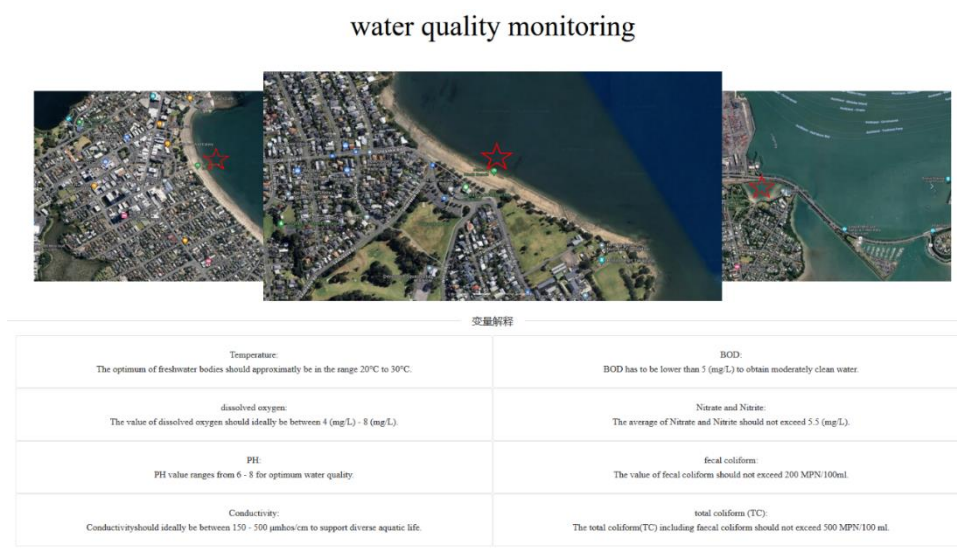 water quality monitoring
变量解释
Temperature:
The optimum of freshwater bodies should approximatly be in the range 20°C to 30°C.
BOD:
BOD has to be lower than 5 (mg/L) to obtain moderately clean water.
dissolved oxygen:
The value of dissolved oxygen should ideally be between 4 (mg/L) - 8 (mg/L).
Nitrate and Nitrite:
The average of Nitrate and Nitrite should not exceed 5.5 (mg/L).
PH:
PH value ranges from 6 - 8 for optimum water quality.
fecal coliform:
The value of fecal coliform should not exceed 200 MPN/100ml.
Conductivity:
Conductivityshould ideally be between 150 - 500 μmhos/cm to support diverse aquatic life.
total coliform (TC):
The total coliform(TC) including faecal coliform should not exceed 500 MPN/100 ml.